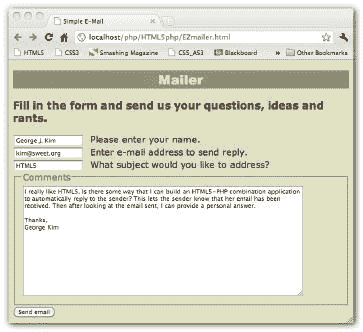 Simple E-Mail
localhost/php/HTML5php/EZmailer.html
HTML5 CSS3 Smashing Magazine CS5_AS3 Blackboard » Other Bookmarks
Mailer
Fill in the form and send us your questions, ideas and
rants.
George J. Kim Please enter your name.
kim@sweet.org Enter e-mail address to send reply.
HTML5 What subject would you like to address?
Comments
I really like HTML5. Is there some way that I can build an HTML5-PHP combination application
to automatically reply to the sender? This lets the sender know that her email has been
received. Then after looking at the email sent, I can provide a personal answer.
Thanks,
George Kim
Send email